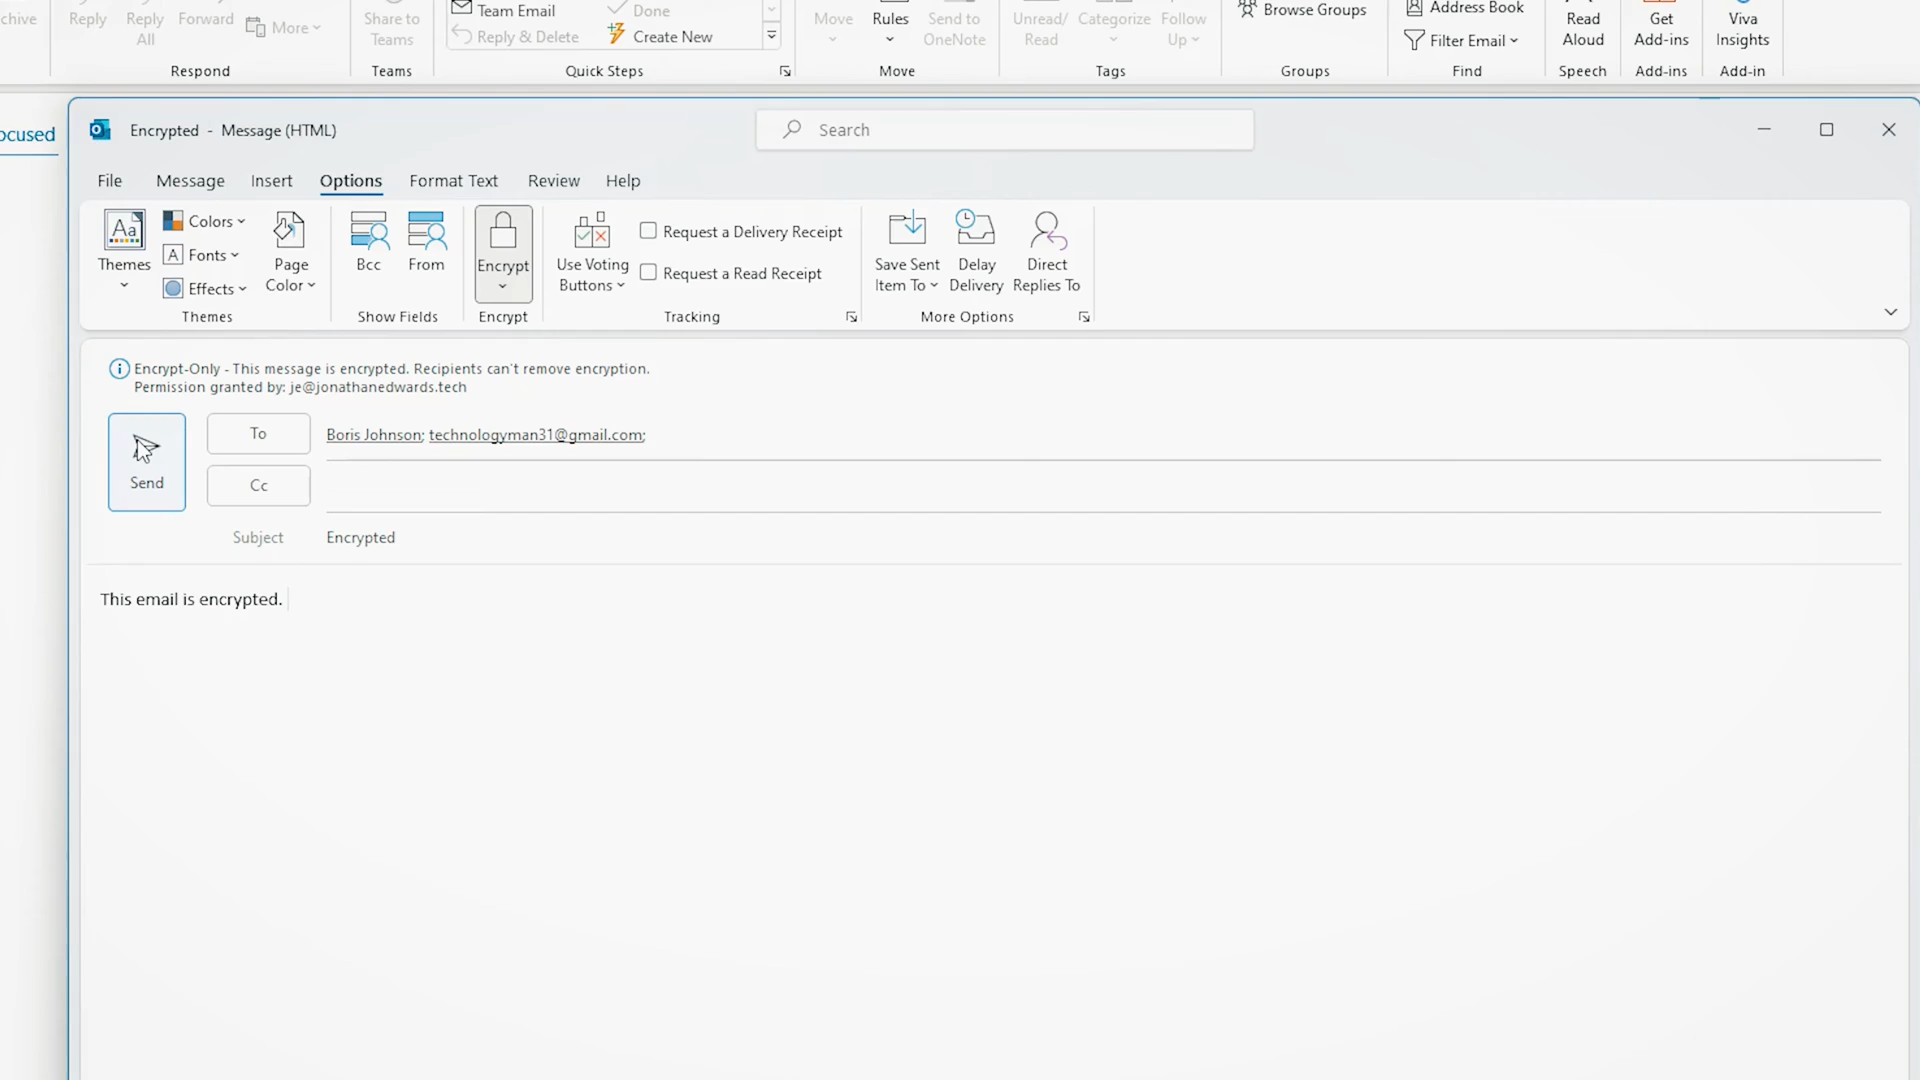 chive
Reply
Reply All
Forward
More
Respond
Share to Teams
Teams
Team Email
Reply & Delete
Done
Create New
Quick Steps
Move
Rules
Send to OneNote
Move
Unread/ Read
Categorize
Follow Up
Tags
Browse Groups
Groups
Address Book
Filter Email
Find
Read Aloud
Speech
Get Add-ins
Add-ins
Viva Insights
Add-in
ocused
Encrypted - Message (HTML)
Search
File Message Insert Options Format Text Review Help
Themes
Colors
Fonts
Effects
Page Color
Themes
Bcc
From
Show Fields
Encrypt
Encrypt
Use Voting Buttons
Request a Delivery Receipt
Request a Read Receipt
Tracking
Save Sent Item To
Delay Delivery
Direct Replies To
More Options
Encrypt-Only - This message is encrypted. Recipients can't remove encryption.
Permission granted by: je@jonathanedwards.tech
Send
To
Boris Johnson; technologyman31@gmail.com;
Cc
Subject
Encrypted
This email is encrypted.